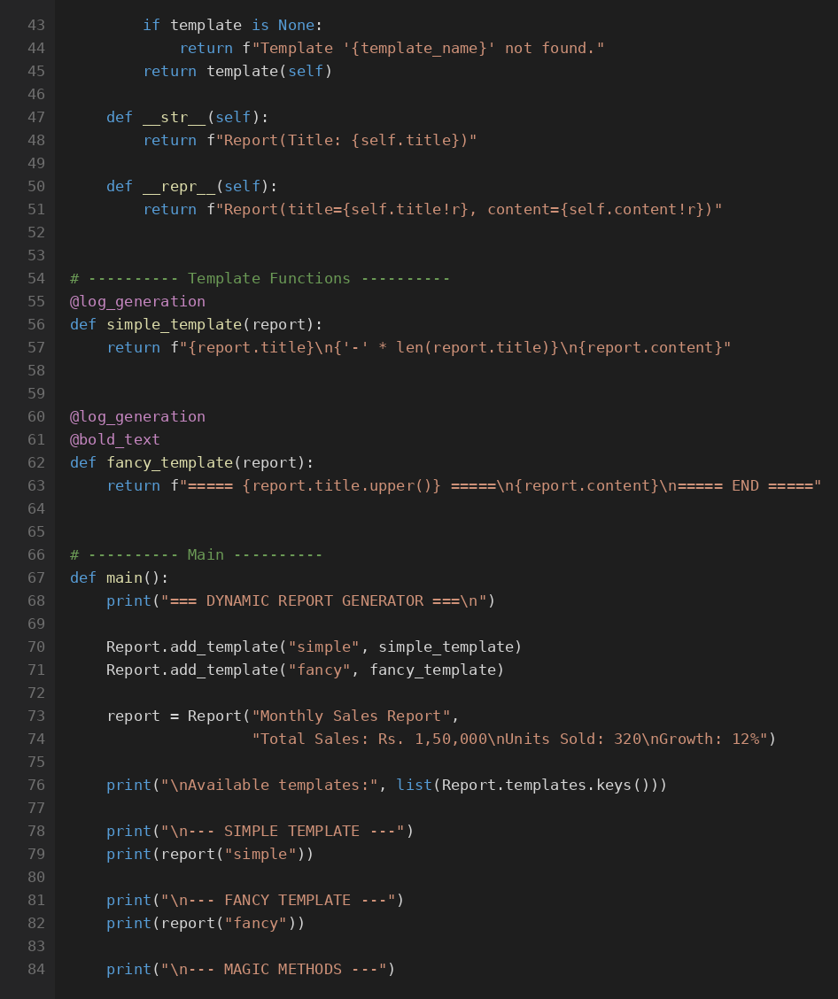 43         if template is None:
44             return f"Template '{template_name}' not found."
45         return template(self)
46
47     def __str__(self):
48         return f"Report(Title: {self.title})"
49
50     def __repr__(self):
51         return f"Report(title={self.title!r}, content={self.content!r})"
52
53
54 # ---------- Template Functions ----------
55 @log_generation
56 def simple_template(report):
57     return f"{report.title}\n{'-' * len(report.title)}\n{report.content}"
58
59
60 @log_generation
61 @bold_text
62 def fancy_template(report):
63     return f"===== {report.title.upper()} =====\n{report.content}\n===== END ====="
64
65
66 # ---------- Main ----------
67 def main():
68     print("=== DYNAMIC REPORT GENERATOR ===\n")
69
70     Report.add_template("simple", simple_template)
71     Report.add_template("fancy", fancy_template)
72
73     report = Report("Monthly Sales Report",
74                     "Total Sales: Rs. 1,50,000\nUnits Sold: 320\nGrowth: 12%")
75
76     print("\nAvailable templates:", list(Report.templates.keys()))
77
78     print("\n--- SIMPLE TEMPLATE ---")
79     print(report("simple"))
80
81     print("\n--- FANCY TEMPLATE ---")
82     print(report("fancy"))
83
84     print("\n--- MAGIC METHODS ---")